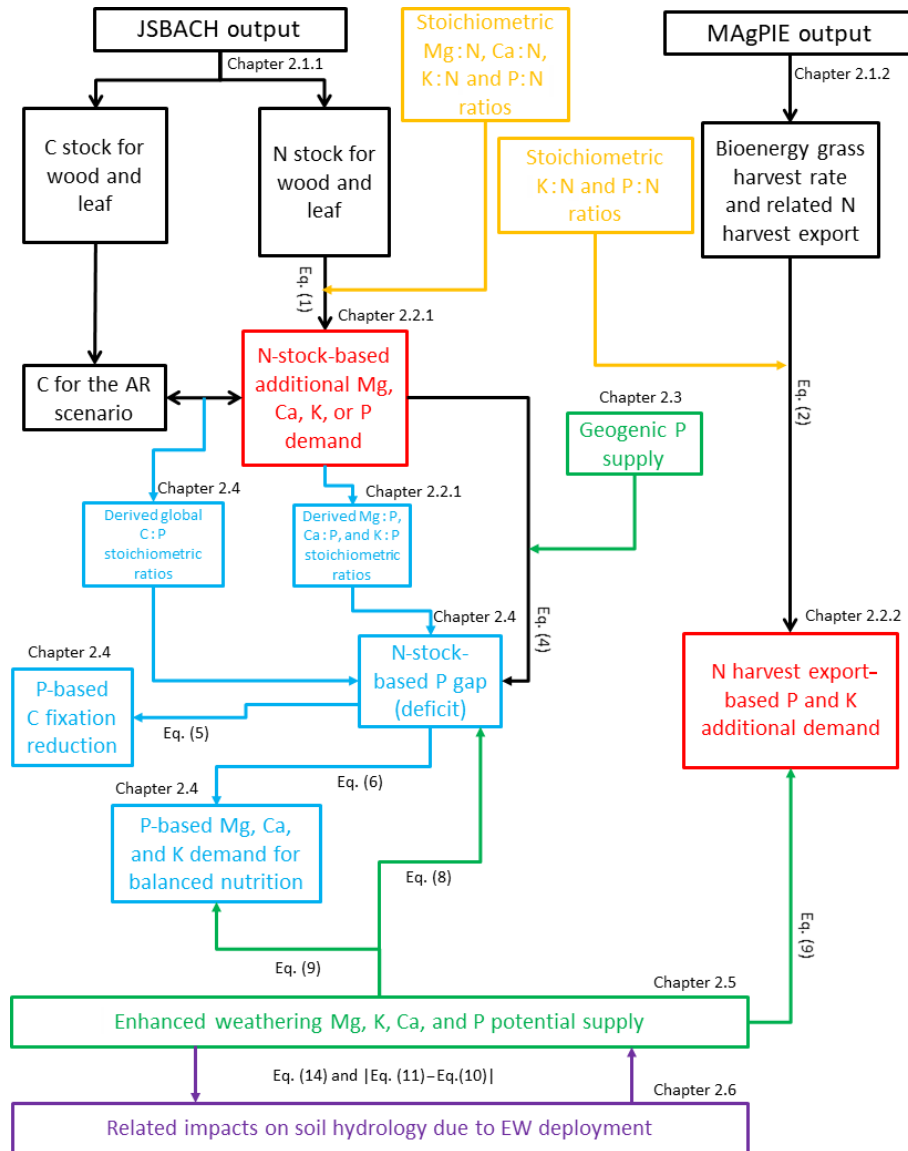 JSBACH output
Chapter 2.1.1
Stoichiometric
Mg:N, Ca:N,
K:N and P:N
ratios
MAgPIE output
Chapter 2.1.2
C stock for
wood and
leaf
N stock for
wood and
leaf
Stoichiometric
K:N and P:N
ratios
Bioenergy grass
harvest rate
and related N
harvest export
Eq. (1)
Chapter 2.2.1
C for the AR
scenario
N-stock-based
additional Mg,
Ca, K, or P
demand
Chapter 2.3
Geogenic P
supply
Eq. (2)
Chapter 2.4
Derived global
C:P
stoichiometric
ratios
Chapter 2.2.1
Derived Mg:P,
Ca:P, and K:P
stoichiometric
ratios
Eq. (4)
Chapter 2.4
N-stock-
based P gap
(deficit)
Chapter 2.2.2
N harvest export–
based P and K
additional demand
Chapter 2.4
P-based
C fixation
reduction
Eq. (5)
Eq. (6)
Chapter 2.4
P-based Mg, Ca,
and K demand for
balanced nutrition
Eq. (8)
Eq. (9)
Eq. (9)
Chapter 2.5
Enhanced weathering Mg, K, Ca, and P potential supply
Eq. (14) and |Eq. (11)–Eq.(10)|
Chapter 2.6
Related impacts on soil hydrology due to EW deployment